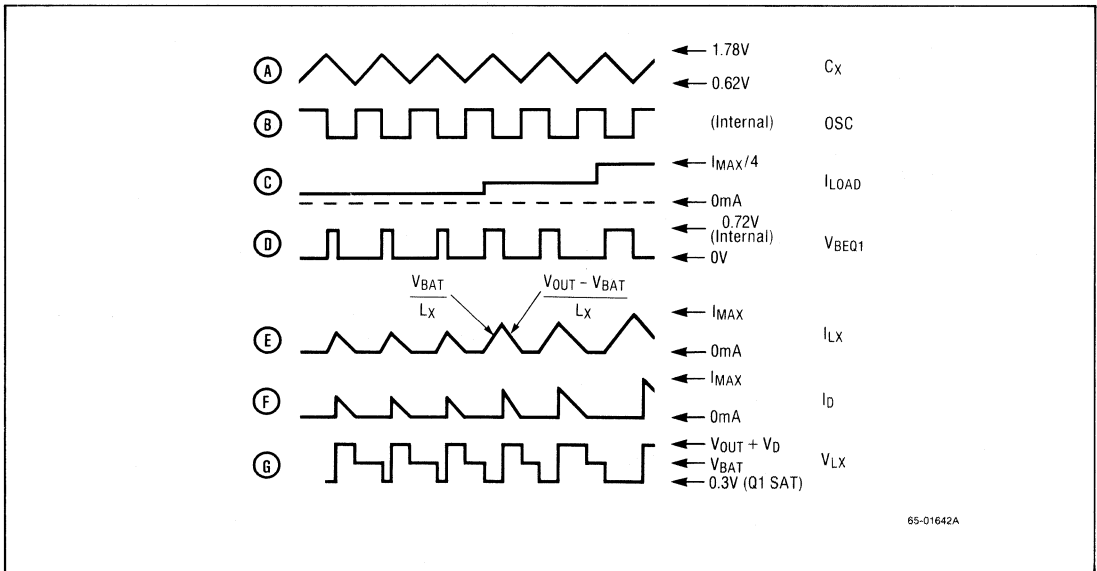 A
1.78V
0.62V
CX
B
(Internal)
OSC
C
IMAX/4
0mA
ILOAD
D
0.72V
(Internal)
0V
VBEQ1
VBAT
LX
VOUT – VBAT
LX
E
IMAX
0mA
ILX
F
IMAX
0mA
ID
G
VOUT + VD
VBAT
0.3V (Q1 SAT)
VLX
65-01642A